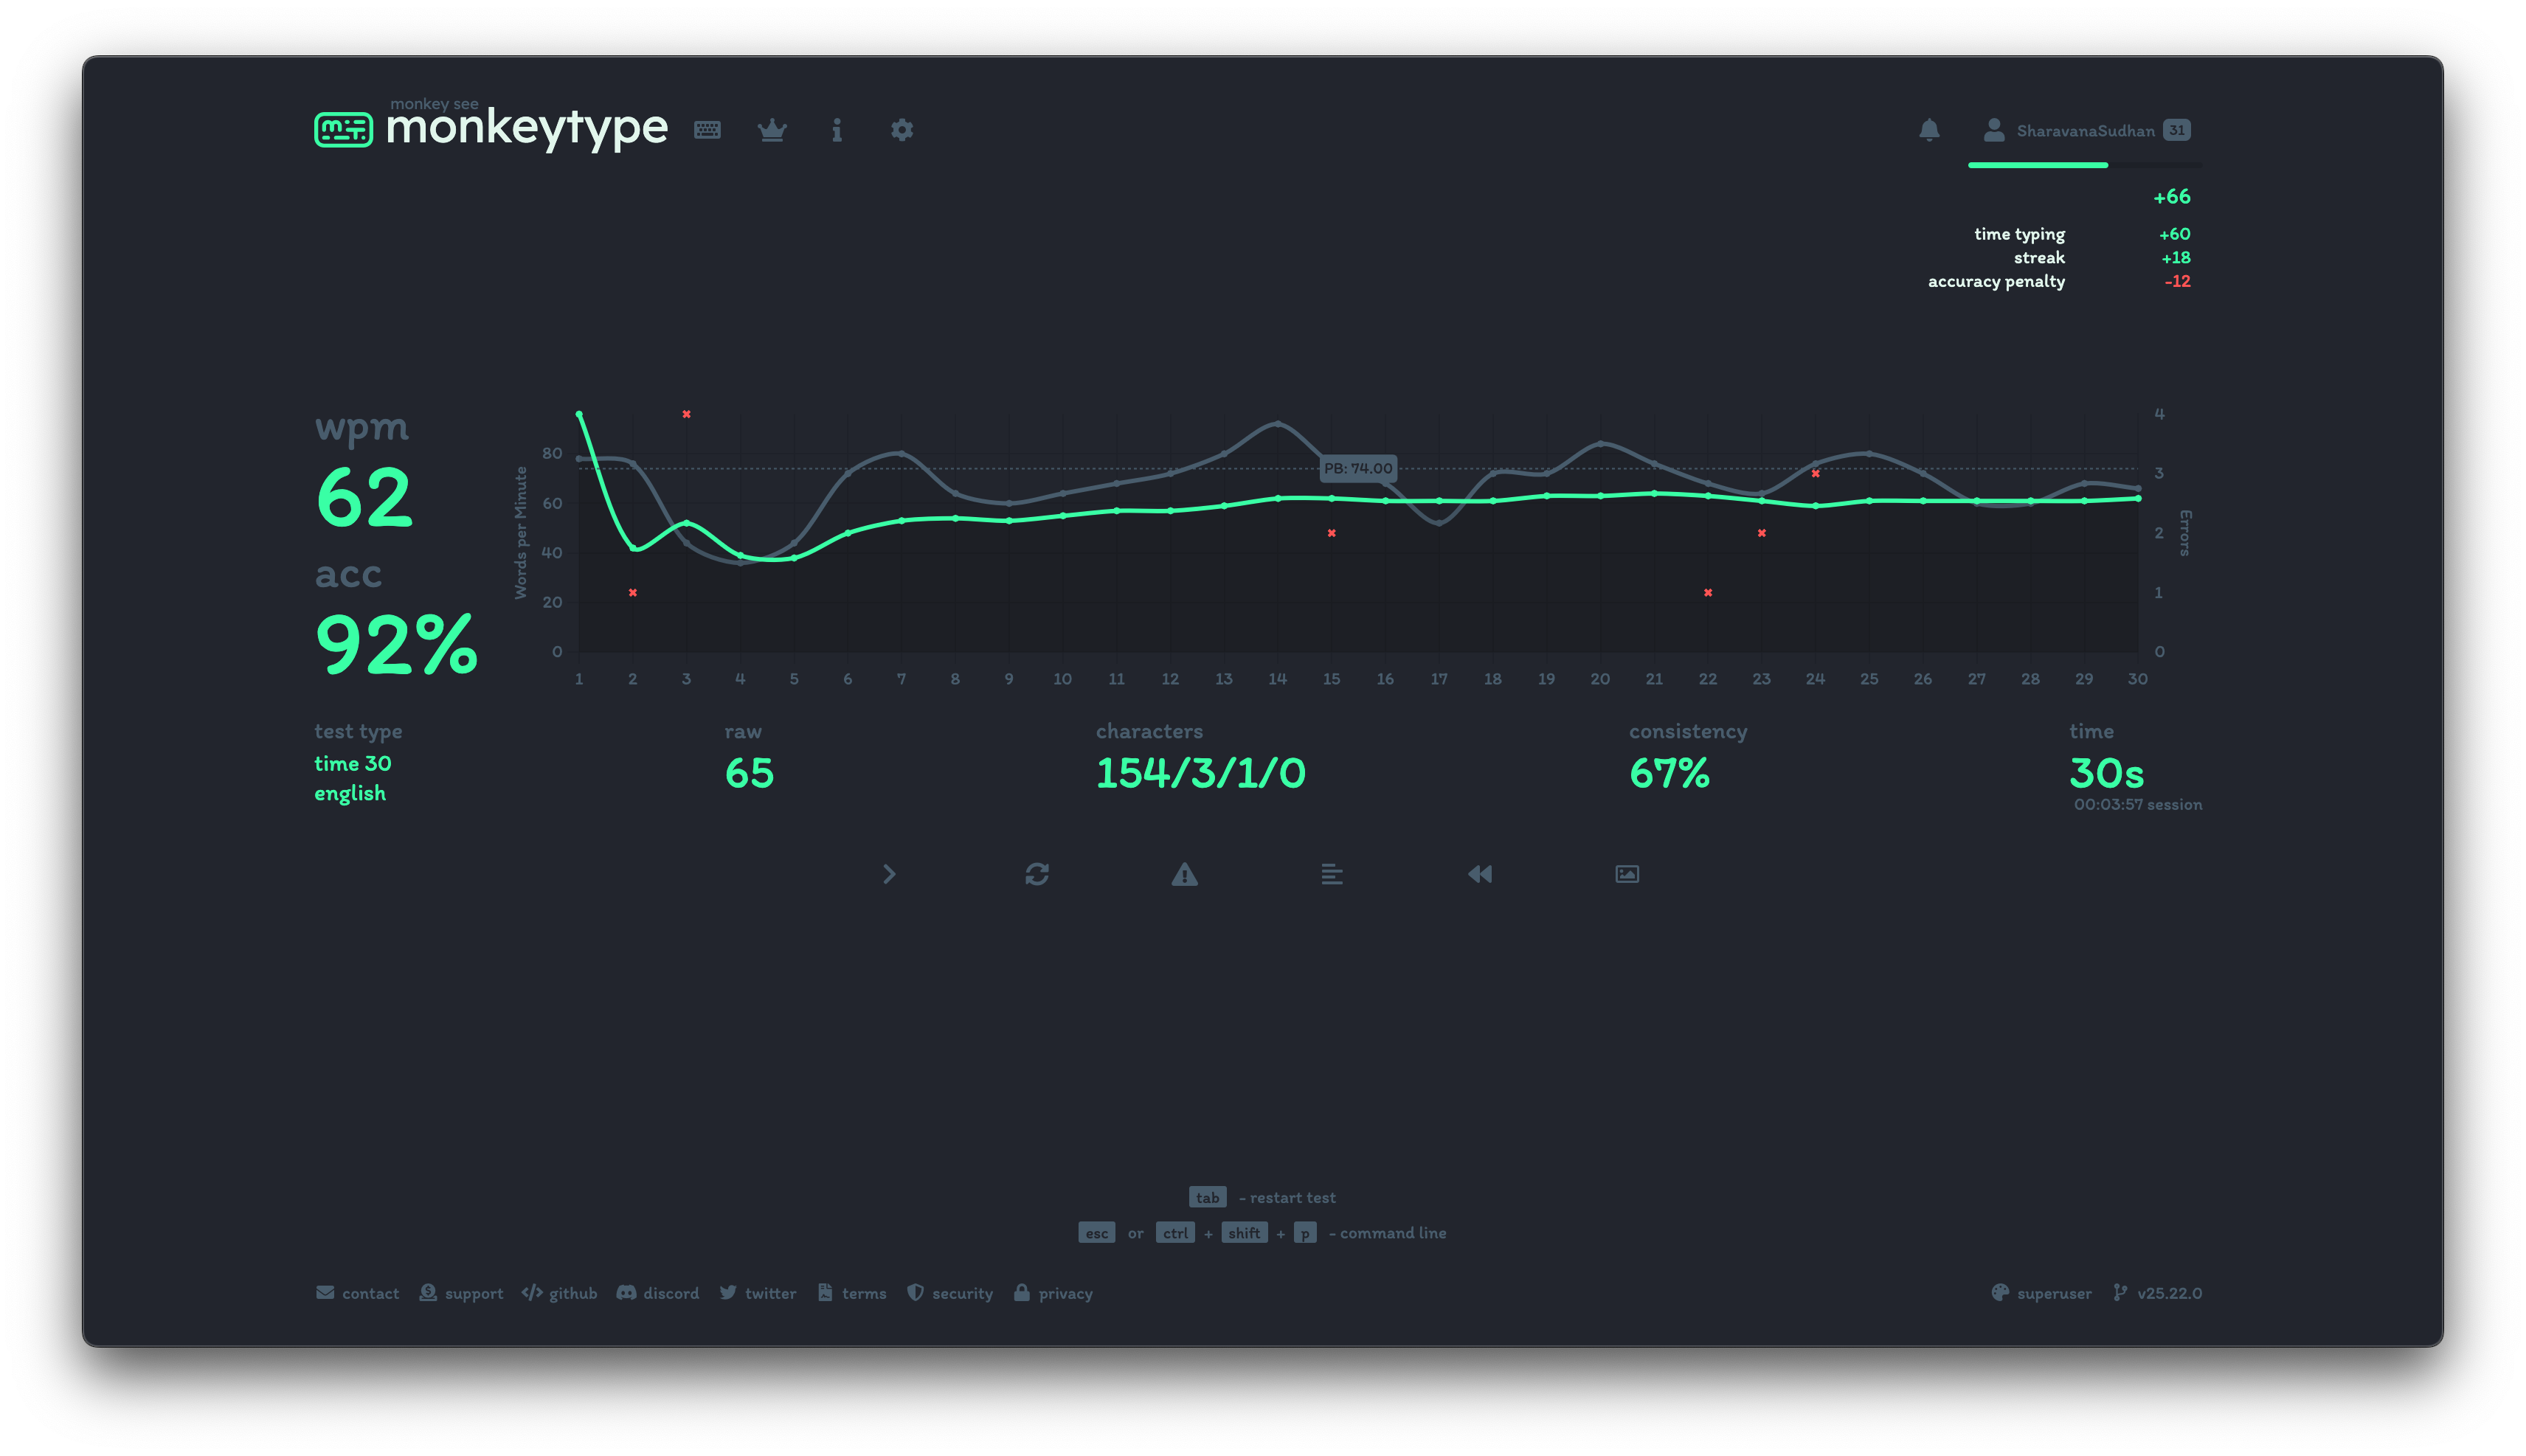 monkey see
monkeytype
SharavanaSudhan 31
+66
time typing +60
streak +18
accuracy penalty -12
wpm
62
acc
92%
Words per Minute
80
60
40
20
0
PB: 74.00
4
3
2
1
0
Errors
1 2 3 4 5 6 7 8 9 10 11 12 13 14 15 16 17 18 19 20 21 22 23 24 25 26 27 28 29 30
test type
time 30
english
raw
65
characters
154/3/1/0
consistency
67%
time
30s
00:03:57 session
tab - restart test
esc or ctrl + shift + p - command line
contact support github discord twitter terms security privacy
superuser v25.22.0